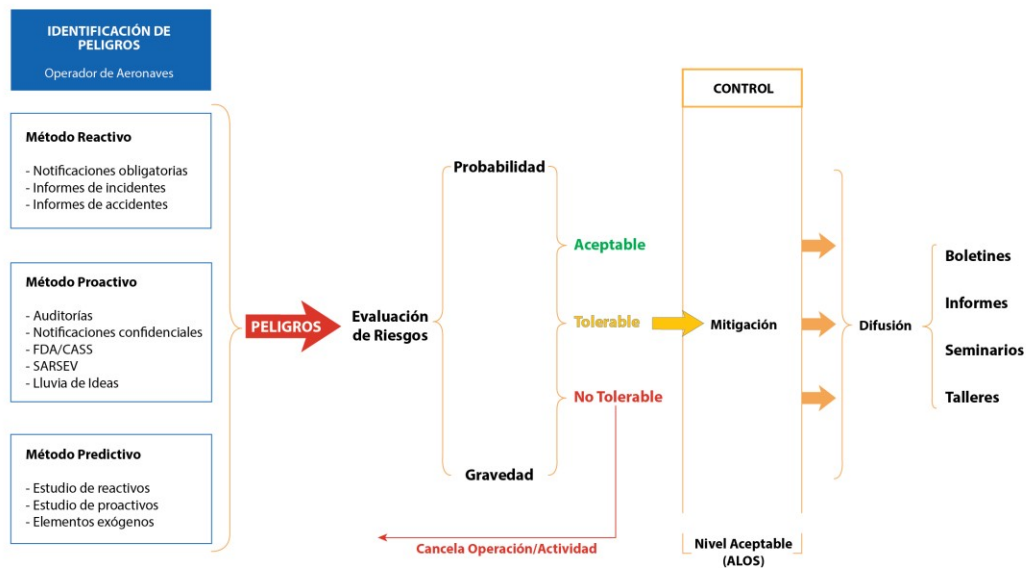 IDENTIFICACIÓN DE
PELIGROS
Operador de Aeronaves
Método Reactivo
- Notificaciones obligatorias
- Informes de incidentes
- Informes de accidentes
Método Proactivo
- Auditorías
- Notificaciones confidenciales
- FDA/CASS
- SARSEV
- Lluvia de Ideas
Método Predictivo
- Estudio de reactivos
- Estudio de proactivos
- Elementos exógenos
PELIGROS
Evaluación
de Riesgos
Probabilidad
Gravedad
Aceptable
Tolerable
No Tolerable
Cancela Operación/Actividad
CONTROL
Mitigación
Nivel Aceptable
(ALOS)
Difusión
Boletines
Informes
Seminarios
Talleres